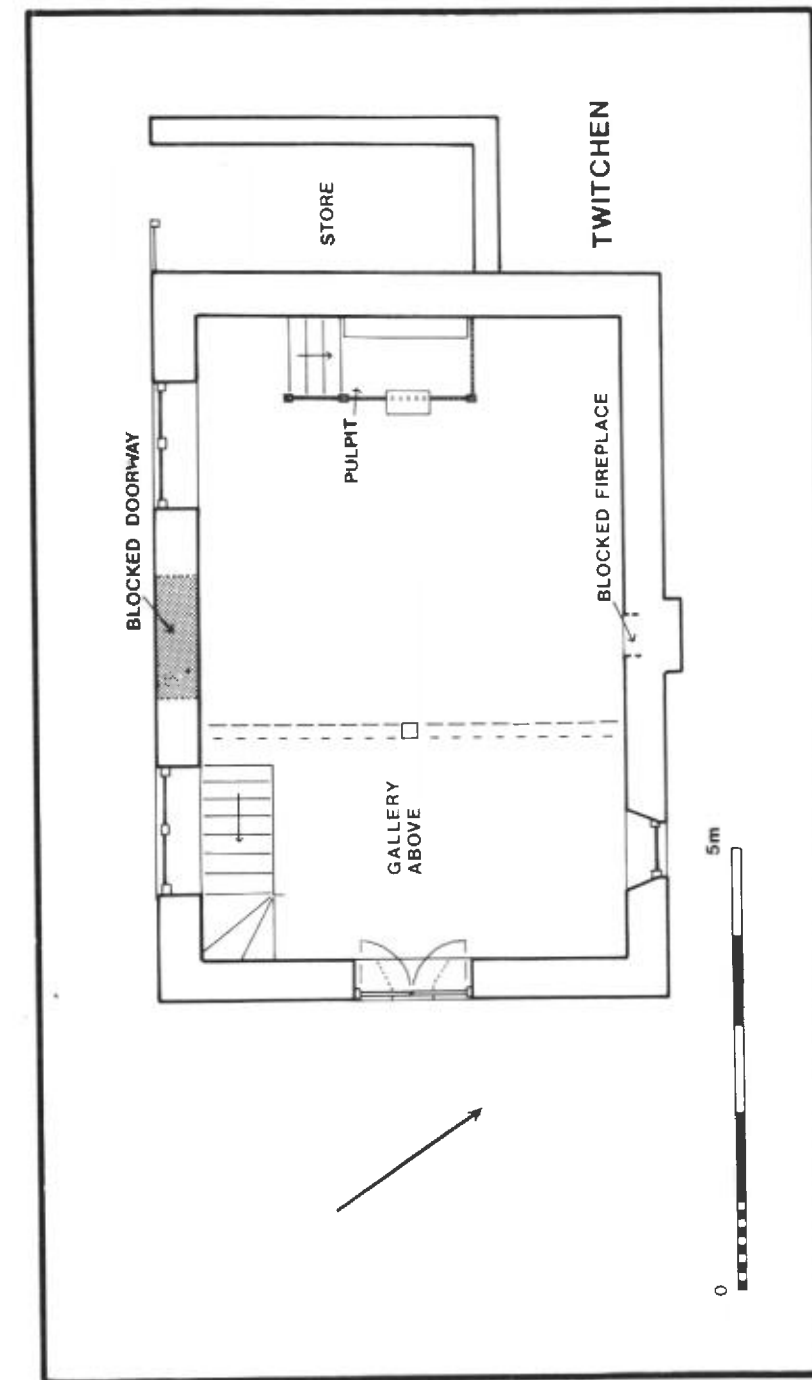 TWITCHEN
STORE
PULPIT
BLOCKED DOORWAY
BLOCKED FIREPLACE
GALLERY
ABOVE
0
5m